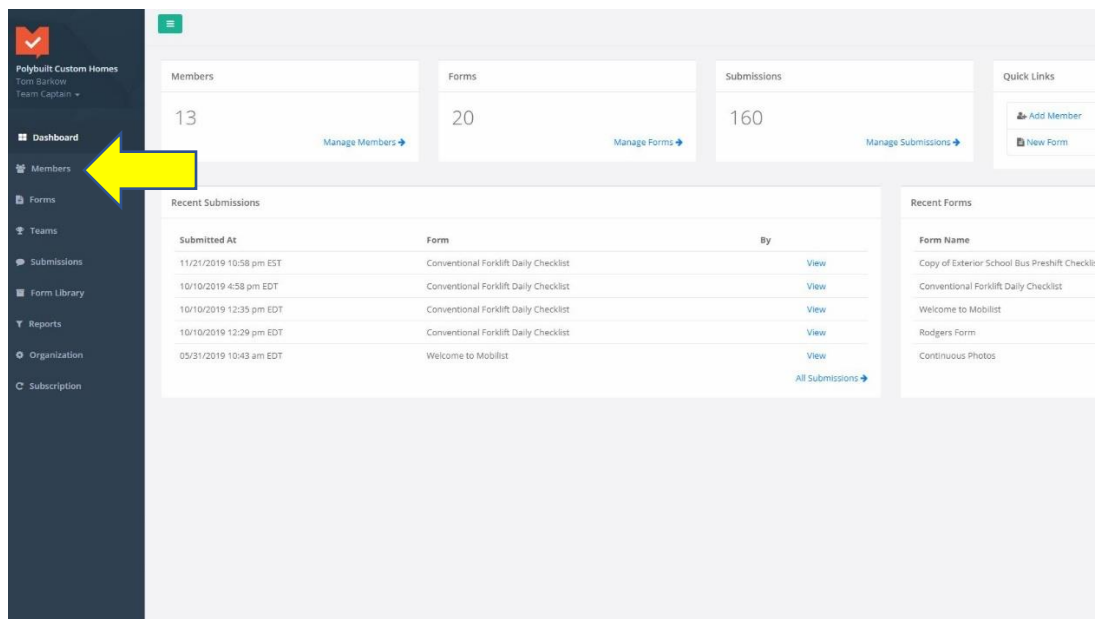 Polybuilt Custom Homes
Tom Barkow
Team Captain
Dashboard
Members
Forms
Teams
Submissions
Form Library
Reports
Organization
Subscription
Members
13
Manage Members
Forms
20
Manage Forms
Submissions
160
Manage Submissions
Quick Links
Add Member
New Form
Recent Submissions
Submitted At Form By
11/21/2019 10:58 pm EST Conventional Forklift Daily Checklist View
10/10/2019 4:58 pm EDT Conventional Forklift Daily Checklist View
10/10/2019 12:35 pm EDT Conventional Forklift Daily Checklist View
10/10/2019 12:29 pm EDT Conventional Forklift Daily Checklist View
05/31/2019 10:43 am EDT Welcome to Mobilist View
All Submissions
Recent Forms
Form Name
Copy of Exterior School Bus Preshift Checklis
Conventional Forklift Daily Checklist
Welcome to Mobilist
Rodgers Form
Continuous Photos